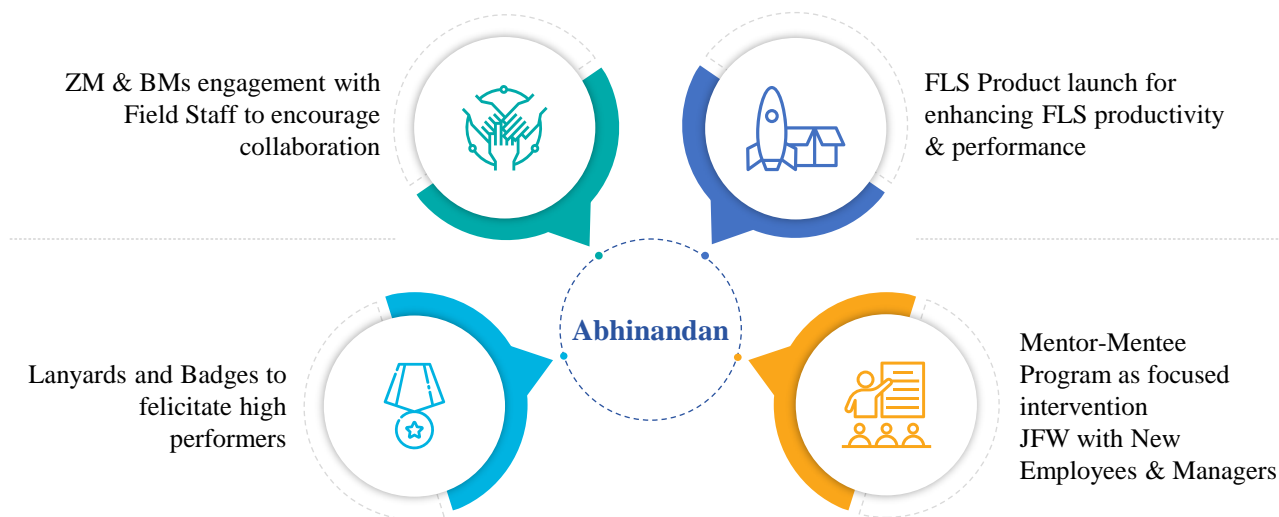 ZM & BMs engagement with
Field Staff to encourage
collaboration
FLS Product launch for
enhancing FLS productivity
& performance
Abhinandan
Lanyards and Badges to
felicitate high
performers
Mentor-Mentee
Program as focused
intervention
JFW with New
Employees & Managers